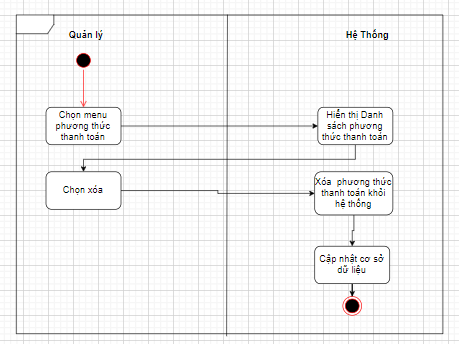 Quản lý
Hệ Thống
Chọn menu
phương thức
thanh toán
Hiển thị Danh
sách phương
thức thanh toán
Chọn xóa
Xóa phương thức
thanh toán khỏi
hệ thống
Cập nhật cơ sở
dữ liệu